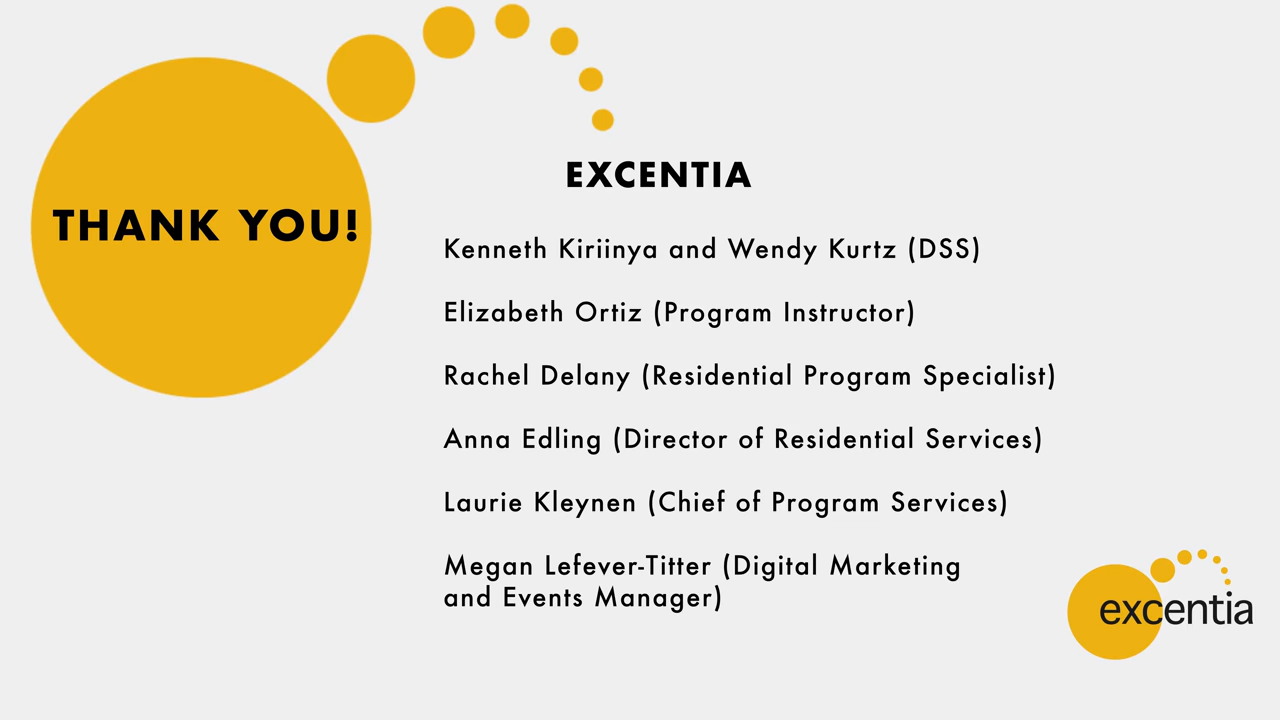 THANK YOU!
EXCENTIA
Kenneth Kiriinya and Wendy Kurtz (DSS)
Elizabeth Ortiz (Program Instructor)
Rachel Delany (Residential Program Specialist)
Anna Edling (Director of Residential Services)
Laurie Kleynen (Chief of Program Services)
Megan Lefever-Titter (Digital Marketing
and Events Manager)
excentia